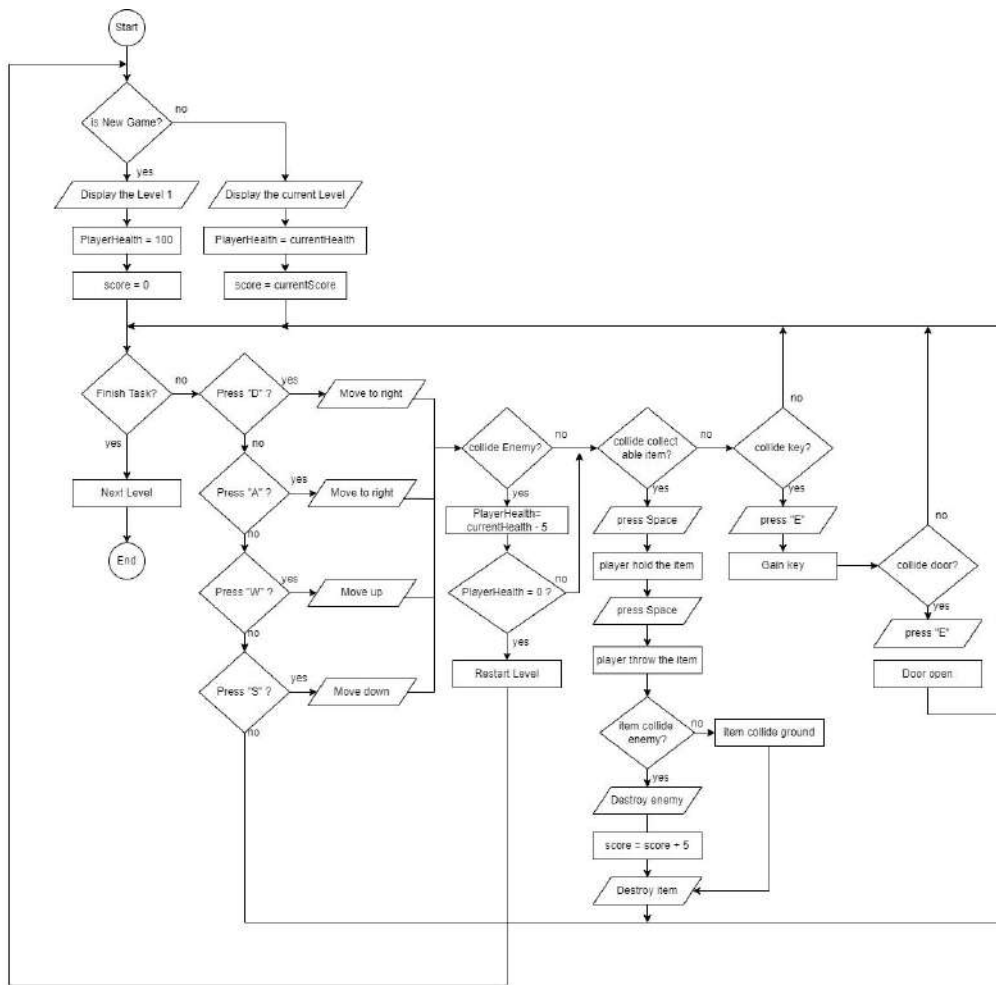 Start
is New Game?
no
yes
Display the Level 1
Display the current Level
PlayerHealth = 100
PlayerHealth = currentHealth
score = 0
score = currentScore
Finish Task?
no
yes
Next Level
End
Press "D" ?
yes
Move to right
no
Press "A" ?
yes
Move to right
no
Press "W" ?
yes
Move up
no
Press "S" ?
yes
Move down
no
collide Enemy?
no
yes
PlayerHealth=
currentHealth - 5
PlayerHealth = 0 ?
no
yes
Restart Level
collide collect
able item?
no
yes
press Space
player hold the item
press Space
player throw the item
item collide
enemy?
no
item collide ground
yes
Destroy enemy
score = score + 5
Destroy item
collide key?
no
yes
press "E"
Gain key
collide door?
no
yes
press "E"
Door open